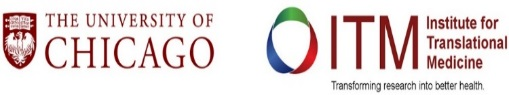 THE UNIVERSITY OF
CHICAGO
ITM
Institute for
Translational
Medicine
Transforming research into better health.